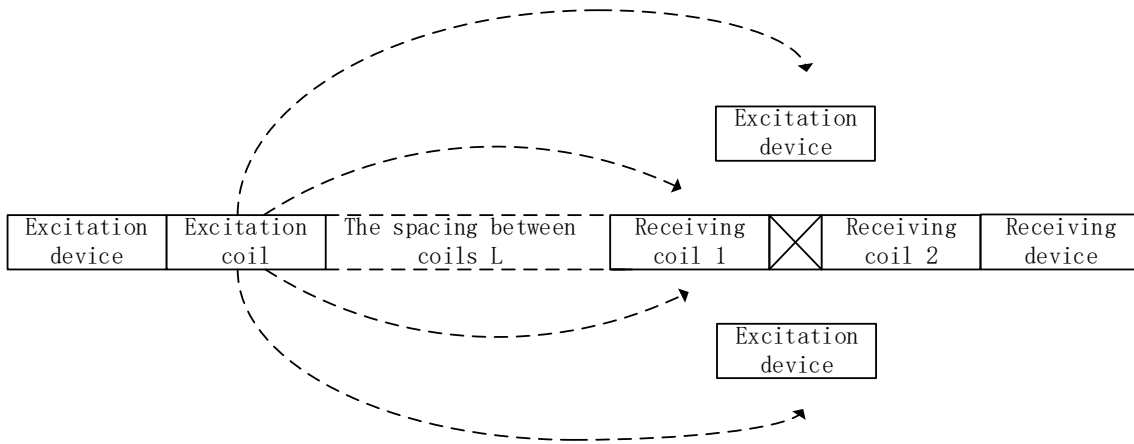 Excitation
device
Excitation
device
Excitation
coil
The spacing between
coils L
Receiving
coil 1
Receiving
coil 2
Receiving
device
Excitation
device